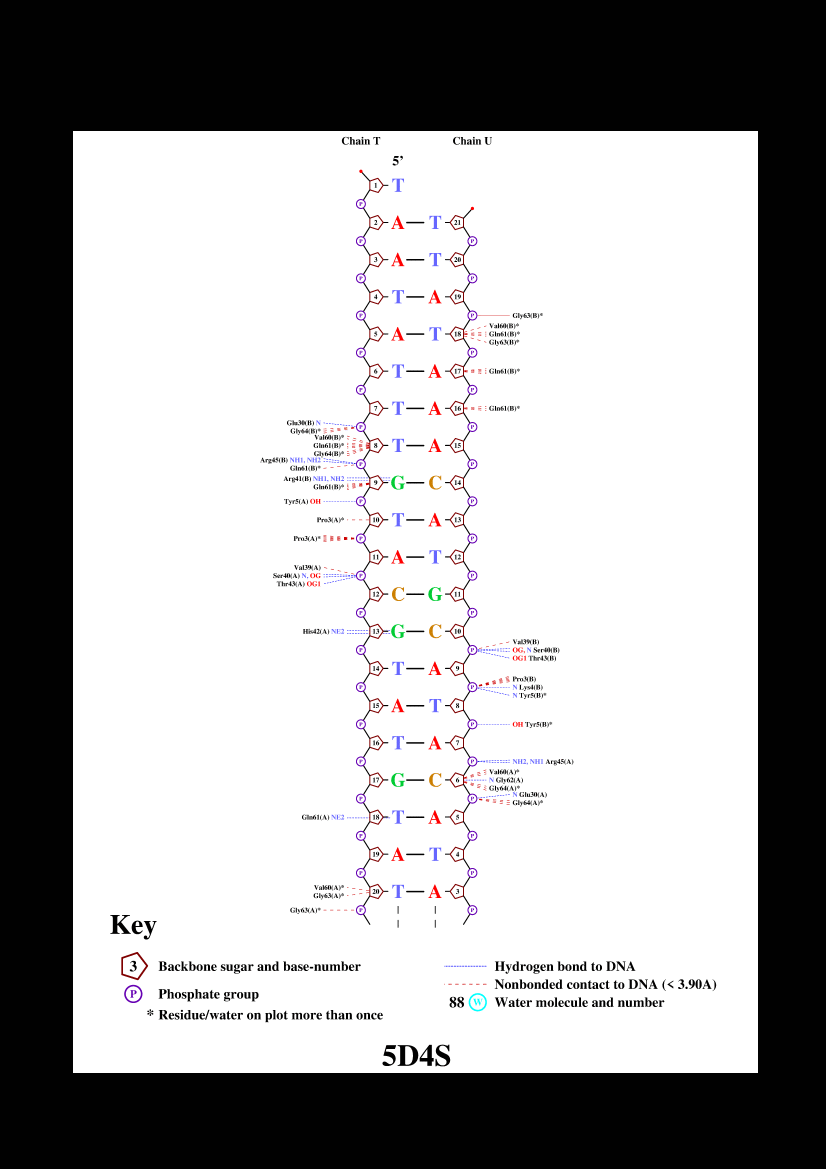 Chain T Chain U
5’
1 T
P
2 A T 21
P P
3 A T 20
P P
4 T A 19
P P Gly63(B)*
Val60(B)*
5 A T 18 Gln61(B)*
Gly63(B)*
P P
6 T A 17 Gln61(B)*
P P
7 T A 16 Gln61(B)*
Glu30(B) N
P P
Gly64(B)*
Val60(B)*
Gln61(B)* 8 T A 15
Gly64(B)*
Arg45(B) NH1, NH2 P P
Gln61(B)*
Arg41(B) NH1, NH2
9 G C 14
Gln61(B)*
Tyr5(A) OH P P
Pro3(A)* 10 T A 13
Pro3(A)* P P
11 A T 12
Val39(A)
Ser40(A) N, OG P P
Thr43(A) OG1
12 C G 11
P P
His42(A) NE2 13 G C 10
Val39(B)
P P OG, N Ser40(B)
OG1 Thr43(B)
14 T A 9
Pro3(B)
P P N Lys4(B)
N Tyr5(B)*
15 A T 8
P P OH Tyr5(B)*
16 T A 7
P P NH2, NH1 Arg45(A)
Val60(A)*
17 G C 6 N Gly62(A)
Gly64(A)*
N Glu30(A)
P P
Gly64(A)*
Gln61(A) NE2 18 T A 5
P P
19 A T 4
P P
Val60(A)*
20 T A 3
Gly63(A)*
Gly63(A)* P P
Key
3 Backbone sugar and base-number
P Phosphate group
* Residue/water on plot more than once
Hydrogen bond to DNA
Nonbonded contact to DNA (< 3.90A)
88 W Water molecule and number
5D4S